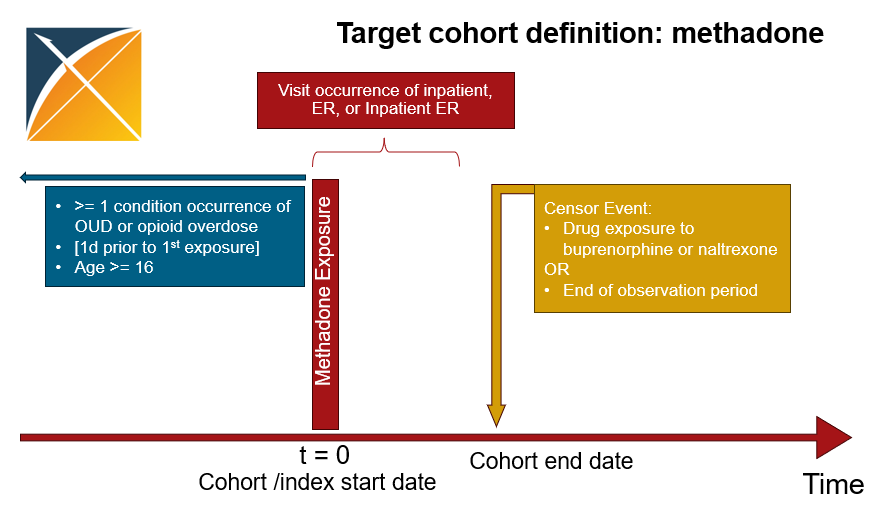 Target cohort definition: methadone
Visit occurrence of inpatient,
ER, or Inpatient ER
• >= 1 condition occurrence of
OUD or opioid overdose
• [1d prior to 1st exposure]
• Age >= 16
Methadone Exposure
Censor Event:
• Drug exposure to
buprenorphine or naltrexone
OR
• End of observation period
t = 0
Cohort /index start date
Cohort end date
Time